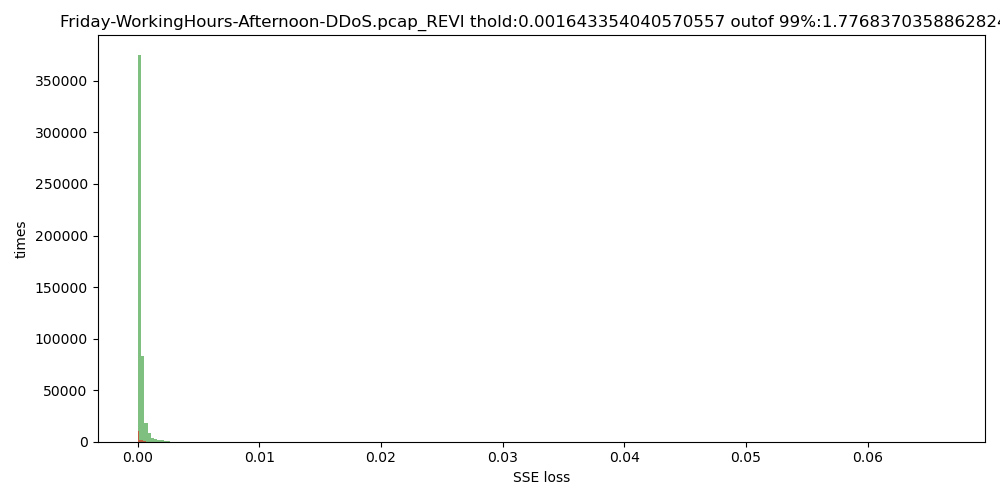 Friday-WorkingHours-Afternoon-DDoS.pcap_REVI thold:0.001643354040570557 outof 99%:1.776837035886282
times
350000
300000
250000
200000
150000
100000
50000
0
0.00 0.01 0.02 0.03 0.04 0.05 0.06
SSE loss